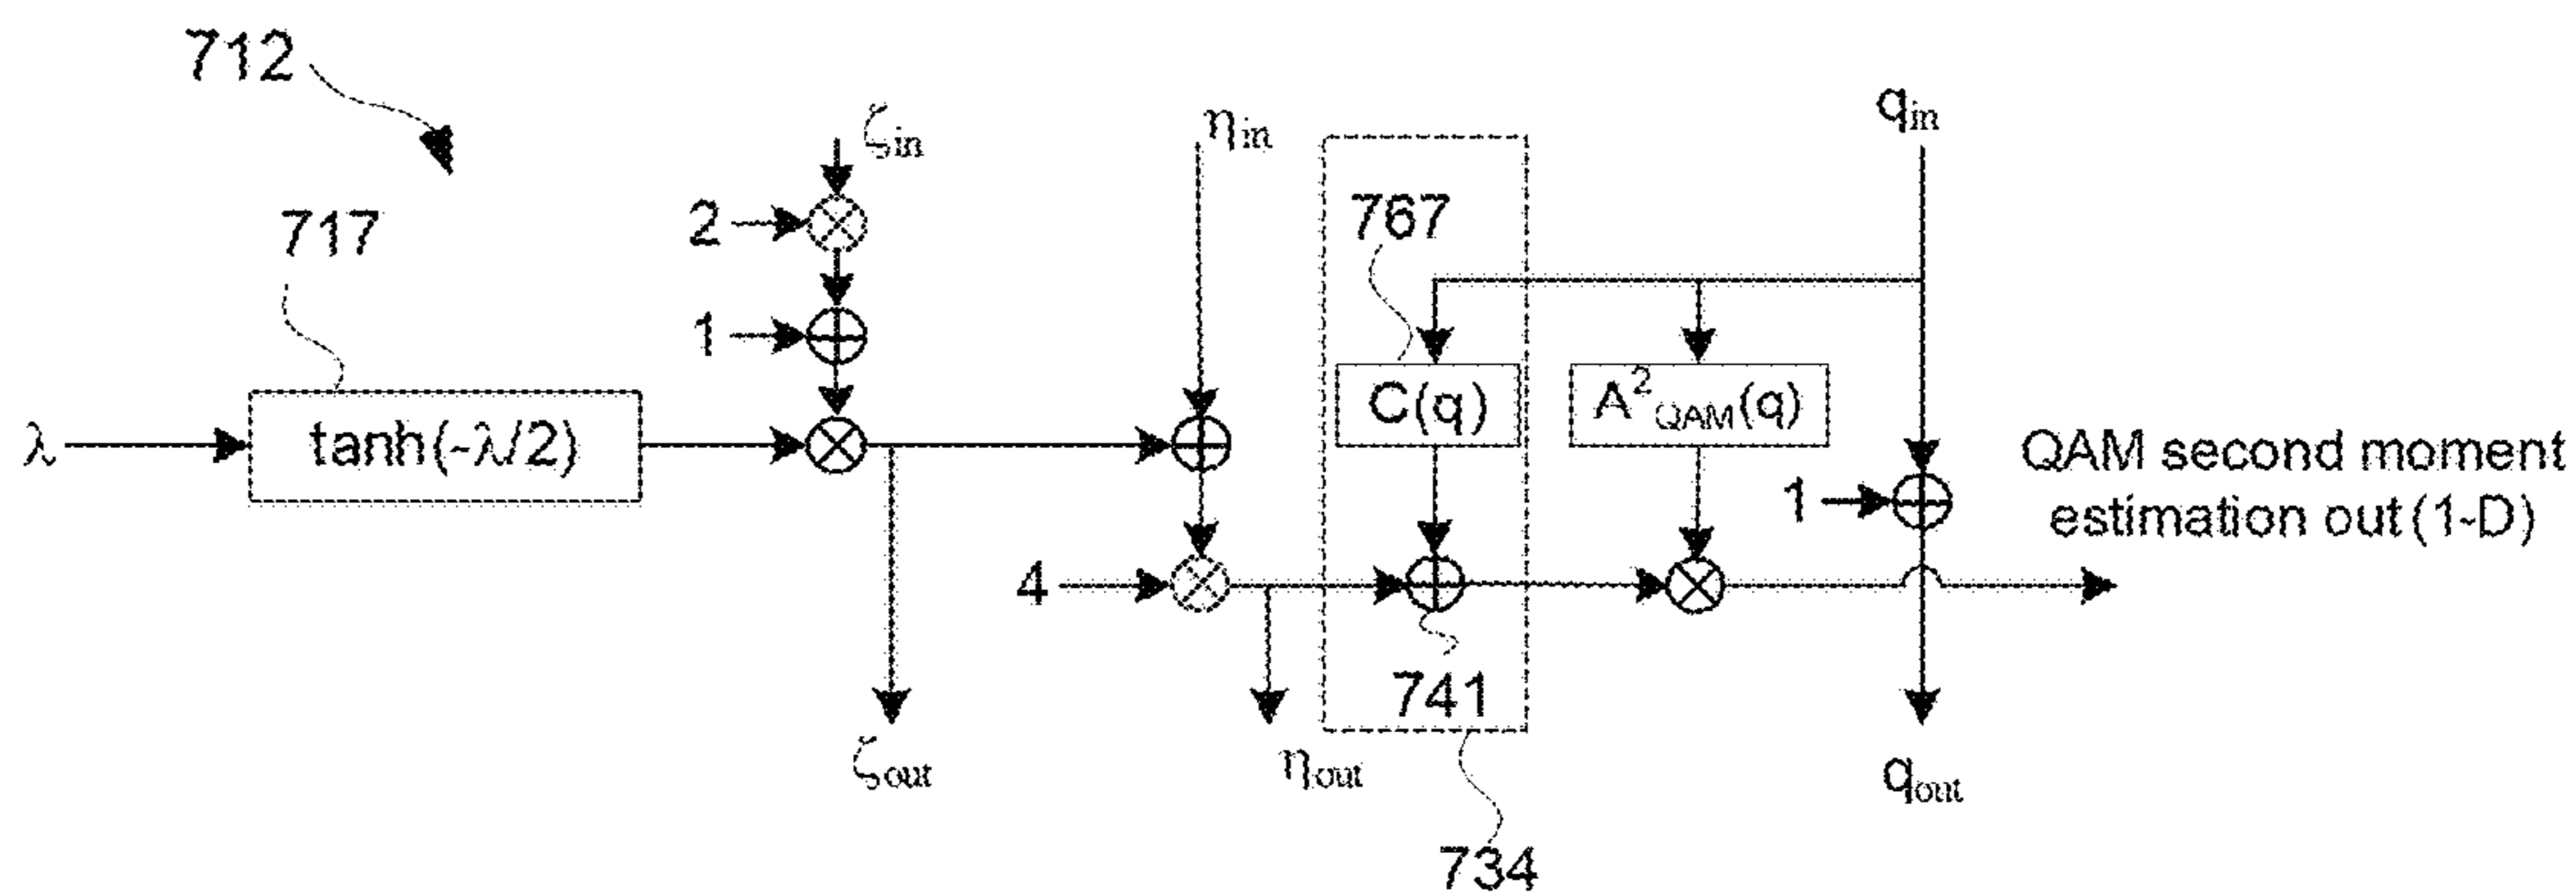 712
ζin
ηin
qin
2
717
767
1
λ
tanh(-λ/2)
C(q)
A²QAM(q)
QAM second moment
1
estimation out (1-D)
4
741
ζout
ηout
qout
734